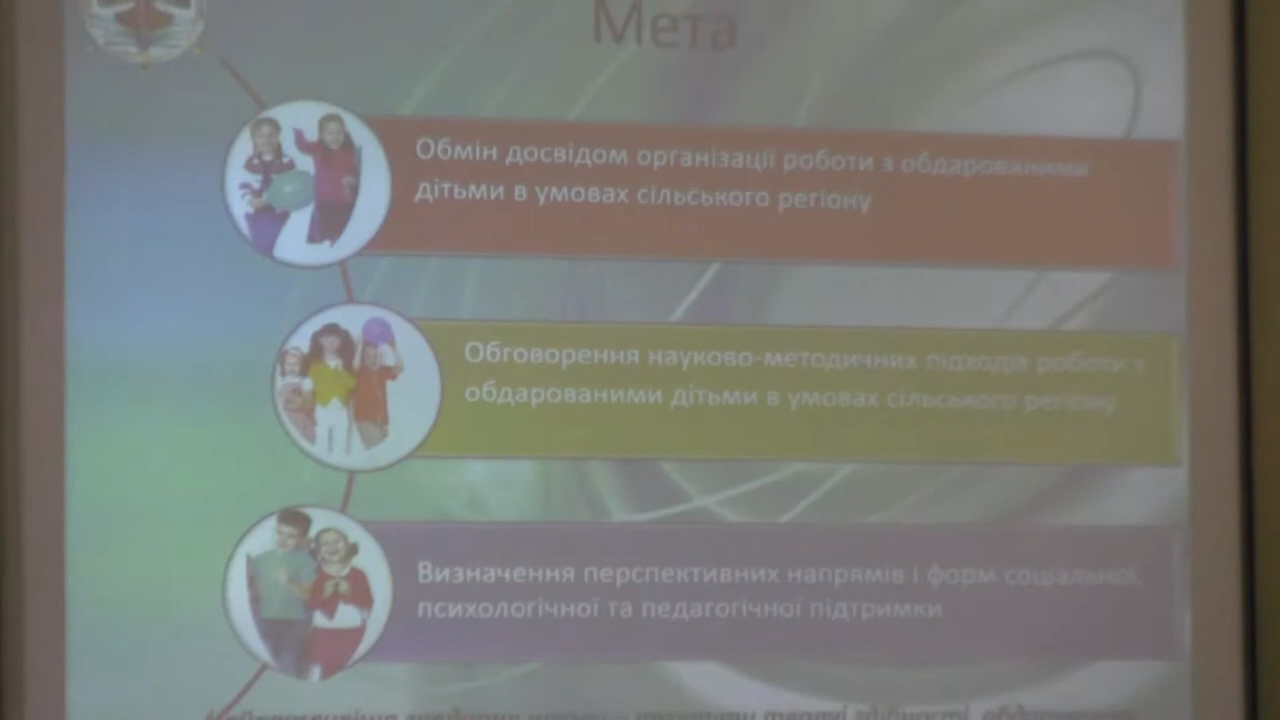 Мета
Обмін досвідом організації роботи з обдарованими
дітьми в умовах сільського регіону
Обговорення науково-методичних підходів роботи з
обдарованими дітьми в умовах сільського регіону
Визначення перспективних напрямів і форм соціальної,
психологічної та педагогічної підтримки